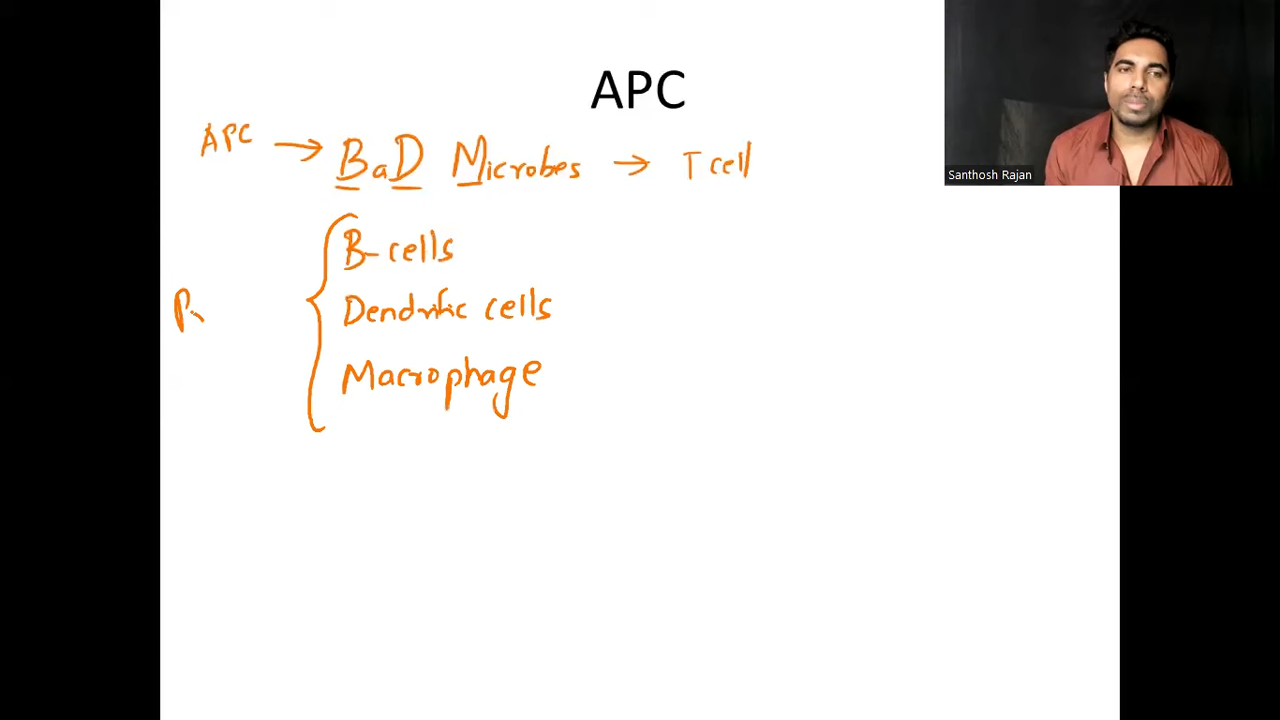 APC
APC → BaD Microbes → T cell
B-cells
Dendritic cells
Macrophage
Santhosh Rajan